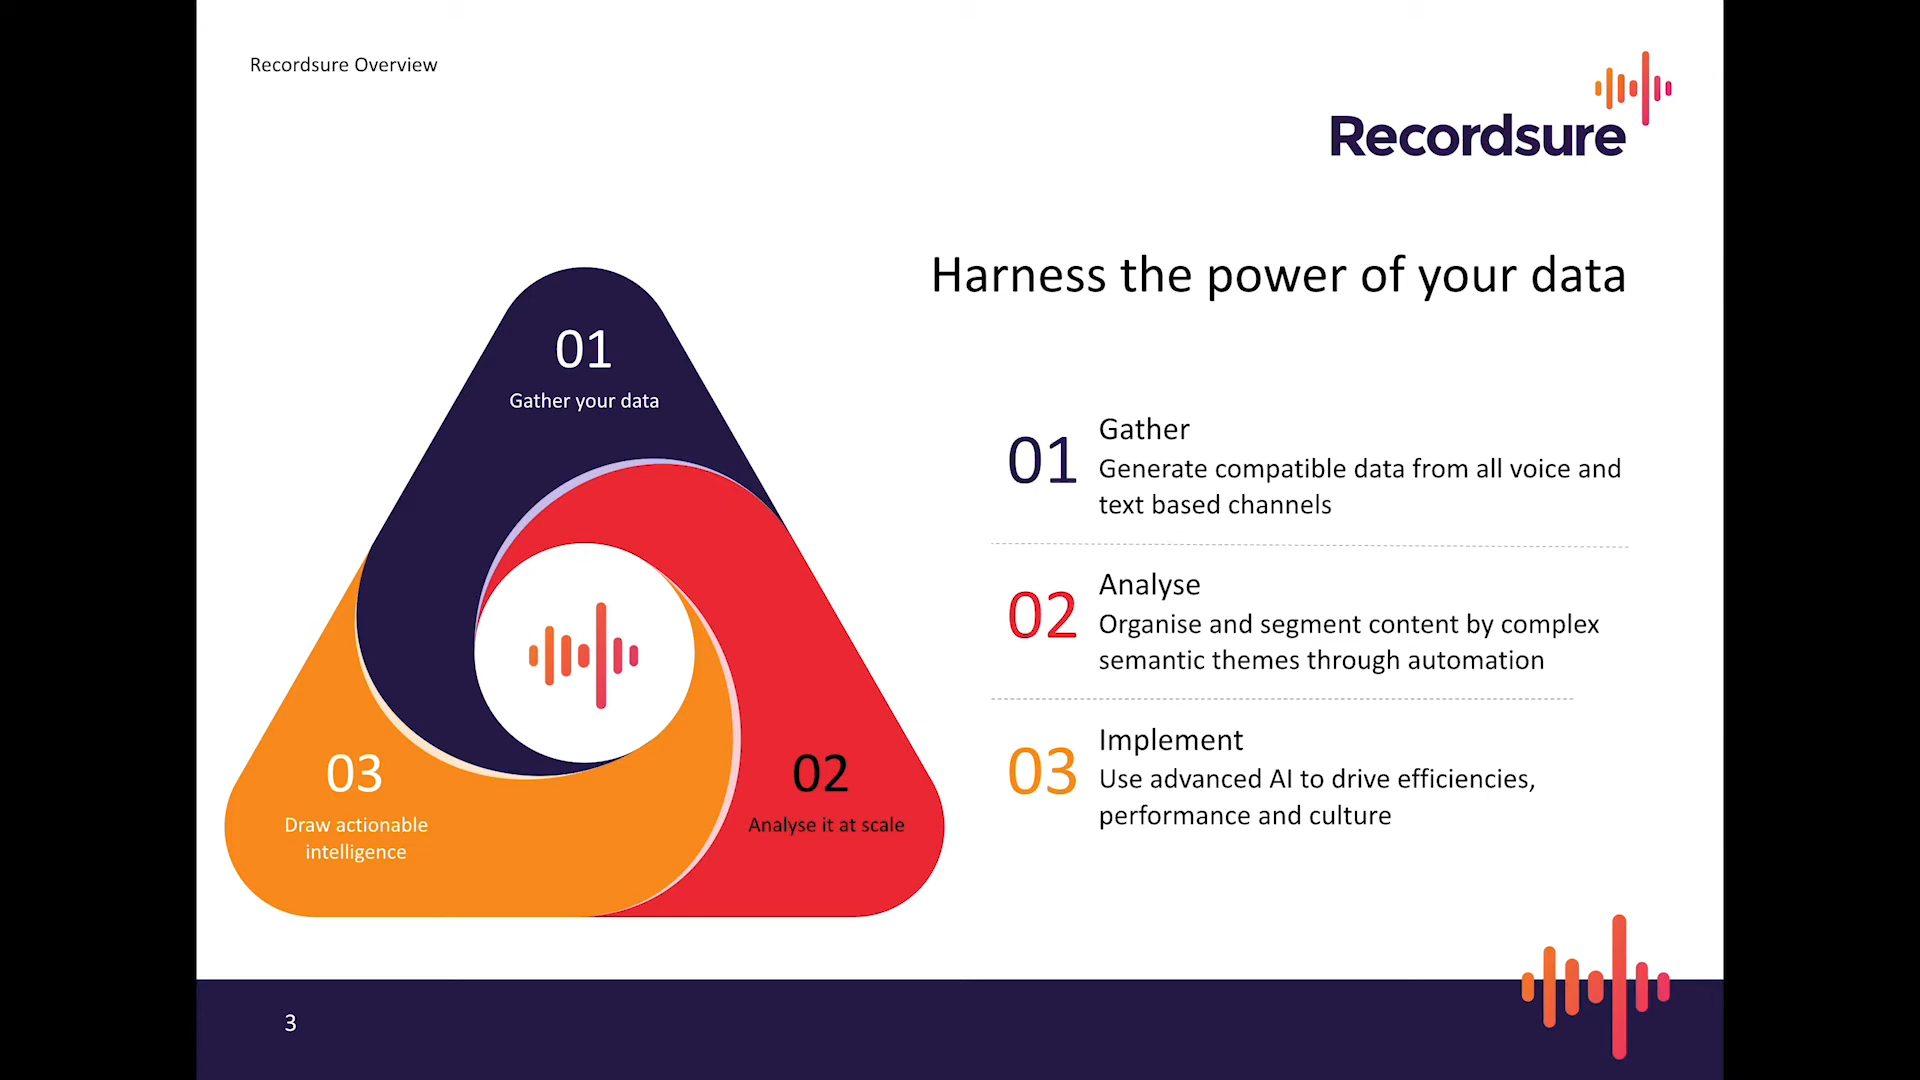 Recordsure Overview
Recordsure
Harness the power of your data
01
Gather your data
03
Draw actionable
intelligence
02
Analyse it at scale
01
Gather
Generate compatible data from all voice and
text based channels
02
Analyse
Organise and segment content by complex
semantic themes through automation
03
Implement
Use advanced AI to drive efficiencies,
performance and culture
3